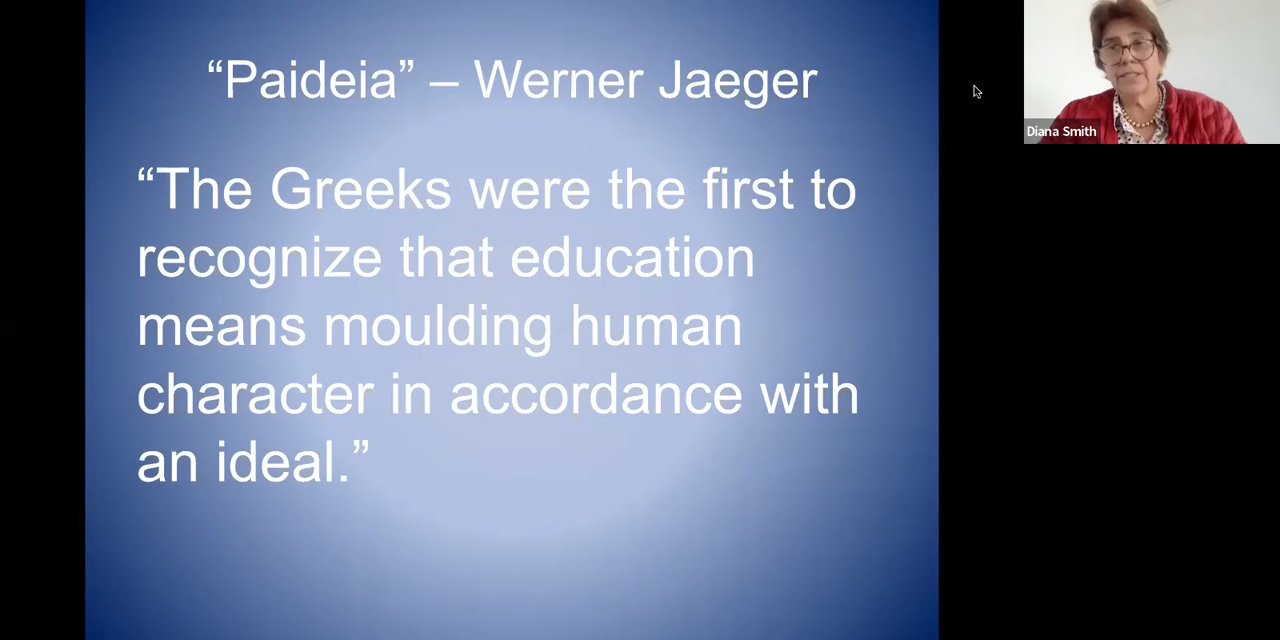 “Paideia” – Werner Jaeger
“The Greeks were the first to
recognize that education
means moulding human
character in accordance with
an ideal.”
Diana Smith